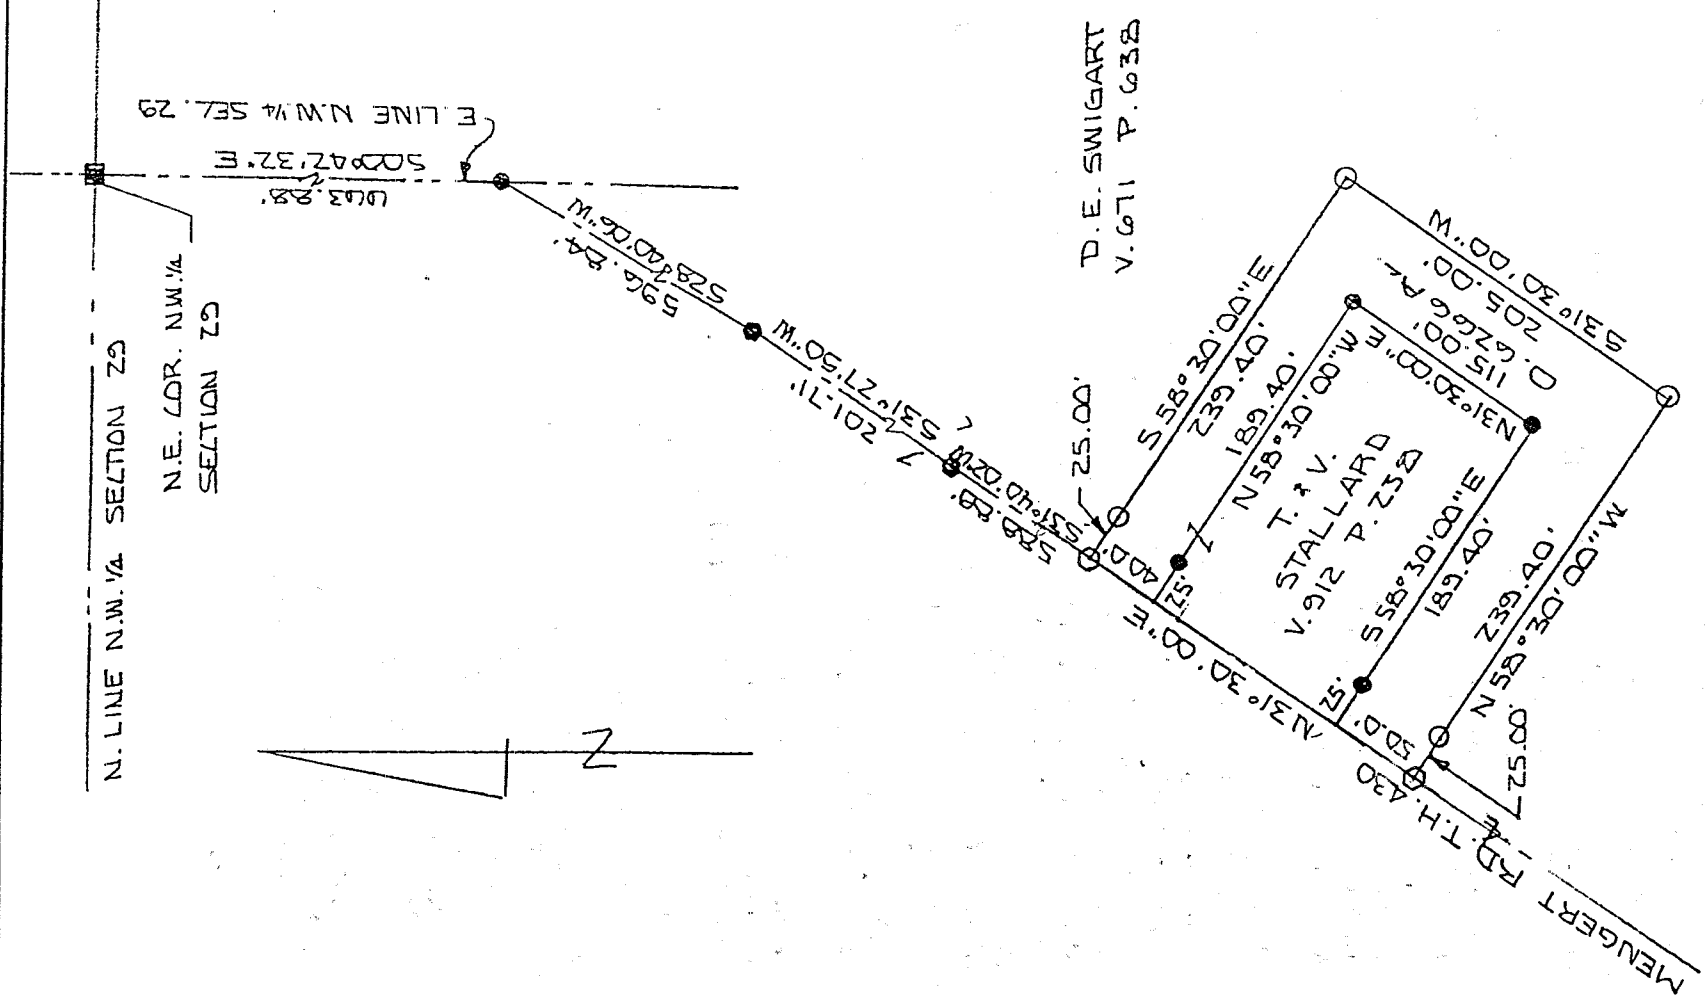 E. LINE N.W. 1/4 SEC. 29
S00°42'32"E
663.88'
N.E. COR. N.W. 1/4
SECTION 29
N. LINE N.W. 1/4 SECTION 29
S28°40'06"W
596.84'
S31°27'50"W
201.71'
S31°40'02"W
588.88'
D.E. SWIGART
V.671 P.638
25.00'
S58°30'00"E
239.40'
S31°30'00"W
205.00'
0.6266 Ac
115.00'
N31°30'00"E
189.40'
N58°30'00"W
T. & V.
STALLARD
V.912 P.238
S58°30'00"E
189.40'
239.40'
N58°30'00"W
40.0'
25'
N31°30'00"E
25'
50.0'
25.00'
N
MENGERT RD. T.H. 430